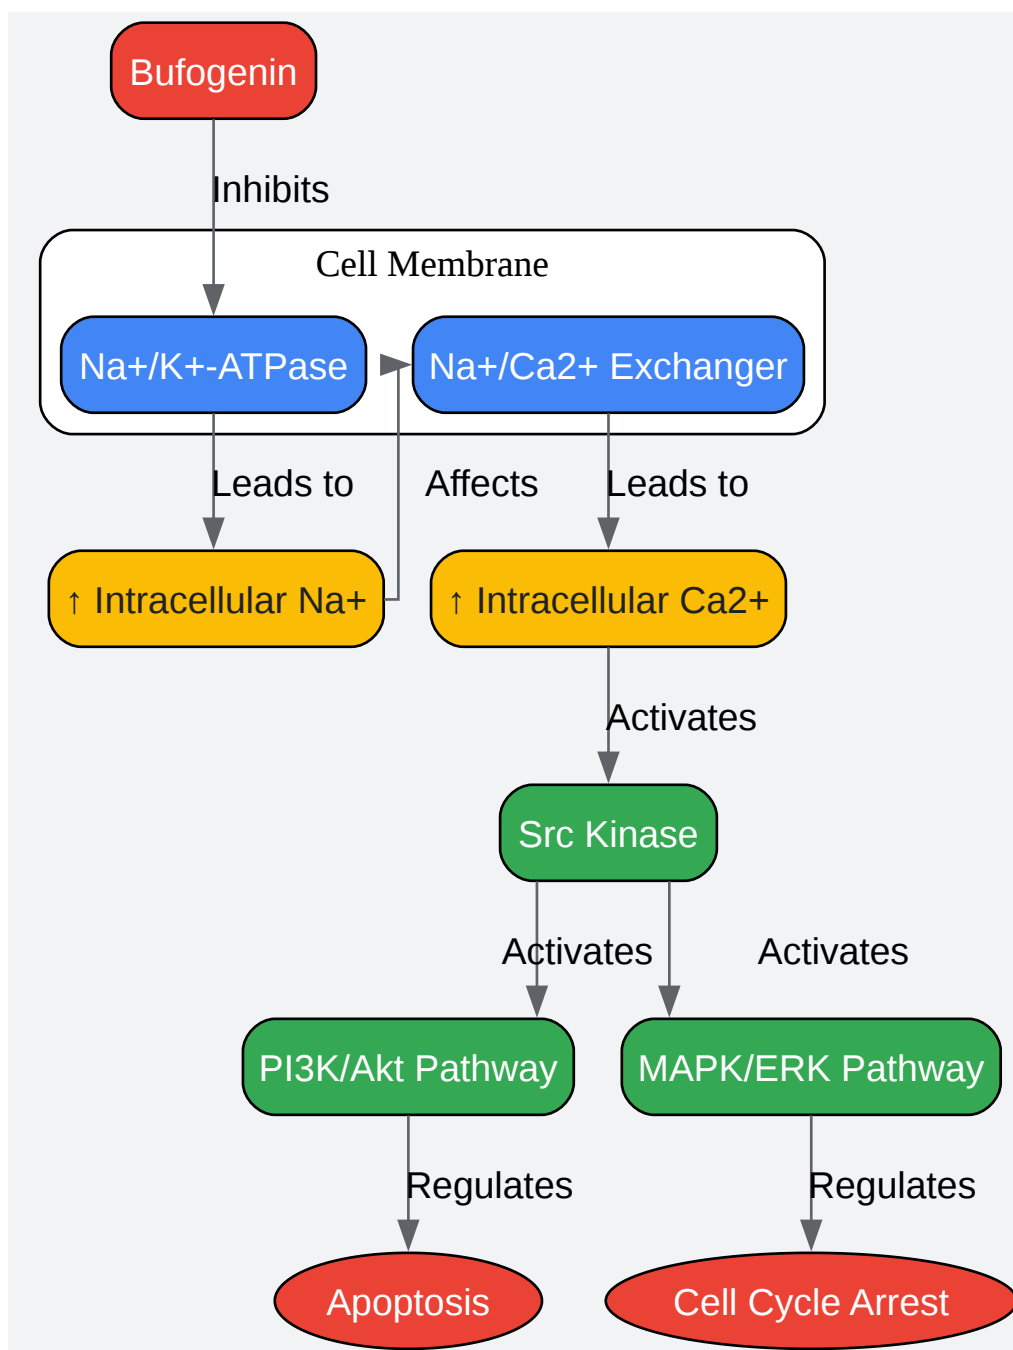 Bufogenin
Inhibits
Cell Membrane
Na+/K+-ATPase
Na+/Ca2+ Exchanger
Leads to
Affects
Leads to
↑ Intracellular Na+
↑ Intracellular Ca2+
Activates
Src Kinase
Activates
Activates
PI3K/Akt Pathway
MAPK/ERK Pathway
Regulates
Regulates
Apoptosis
Cell Cycle Arrest